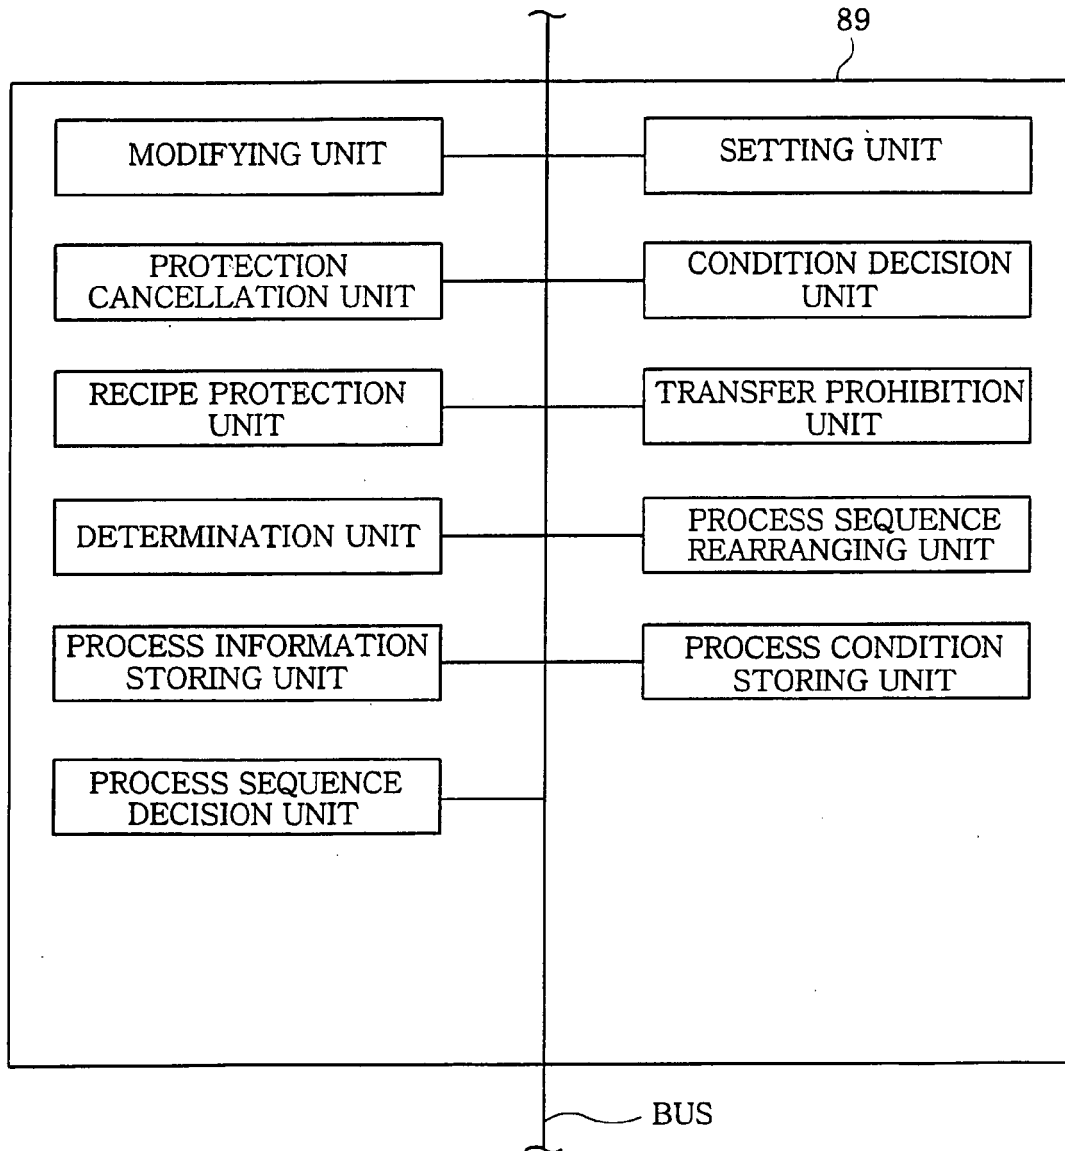 89
MODIFYING UNIT
SETTING UNIT
PROTECTION
CANCELLATION UNIT
CONDITION DECISION
UNIT
RECIPE PROTECTION
UNIT
TRANSFER PROHIBITION
UNIT
DETERMINATION UNIT
PROCESS SEQUENCE
REARRANGING UNIT
PROCESS INFORMATION
STORING UNIT
PROCESS CONDITION
STORING UNIT
PROCESS SEQUENCE
DECISION UNIT
BUS